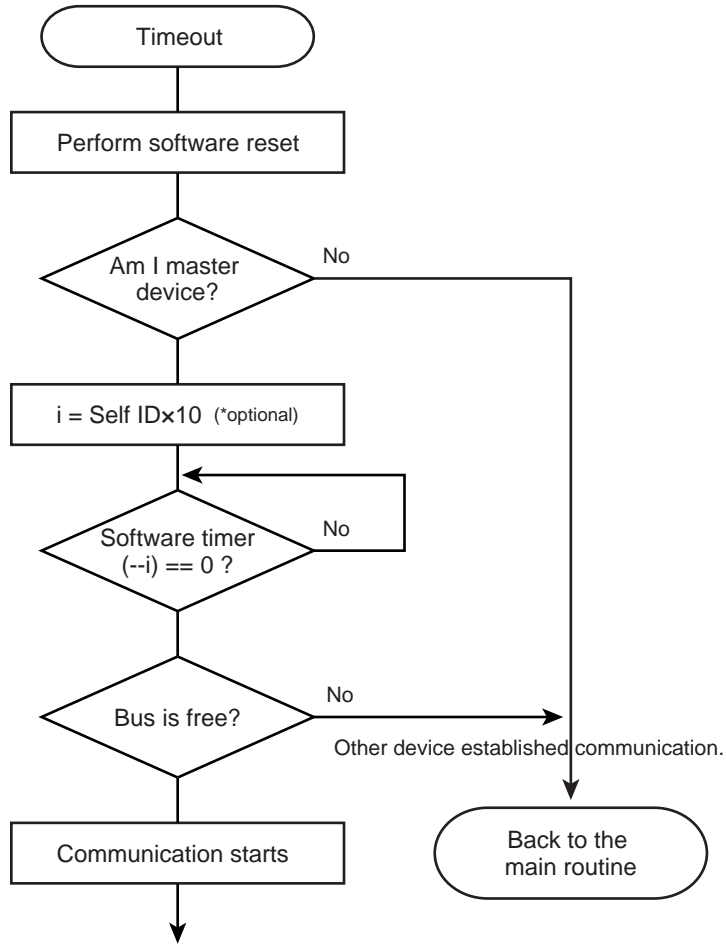 Timeout
Perform software reset
Am I master
device?
No
i = Self ID×10 (*optional)
Software timer
(--i) == 0 ?
No
Bus is free?
No
Other device established communication.
Communication starts
Back to the
main routine